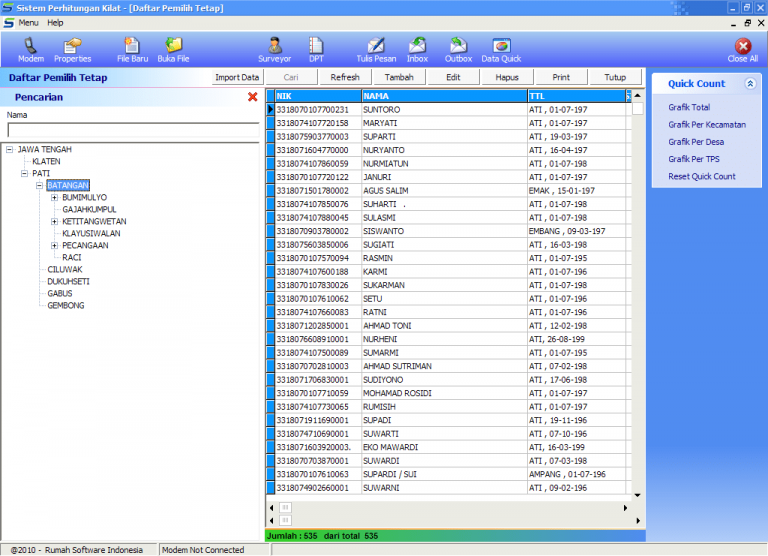 Sistem Perhitungan Kilat - [Daftar Pemilih Tetap]
Menu Help
Modem Properties File Baru Buka File Surveyor DPT Tulis Pesan Inbox Outbox Data Quick Close All
Daftar Pemilih Tetap Import Data Cari Refresh Tambah Edit Hapus Print Tutup
Pencarian
Nama
JAWA TENGAH
KLATEN
PATI
BATANGAN
BUMIMULYO
GAJAHKUMPUL
KETITANGWETAN
KLAYUSIWALAN
PECANGAAN
RACI
CILUWAK
DUKUHSETI
GABUS
GEMBONG
NIK NAMA TTL
3318070107700231 SUNTORO ATI , 01-07-197
3318074107720158 MARYATI ATI , 01-07-197
3318075903770003 SUPARTI ATI , 19-03-197
3318071604770000 NURYANTO ATI , 16-04-197
3318074107860059 NURMIATUN ATI , 01-07-198
3318070107720122 JANURI ATI , 01-07-197
3318071501780002 AGUS SALIM EMAK , 15-01-197
3318074107850076 SUHARTI . ATI , 01-07-198
3318074107880045 SULASMI ATI , 01-07-198
3318070903780002 SISWANTO EMBANG , 09-03-197
3318075603850006 SUGIATI ATI , 16-03-198
3318070107570094 RASMIN ATI , 01-07-195
3318074107600188 KARMI ATI , 01-07-196
3318070107830026 SUKARMAN ATI , 01-07-198
3318070107610062 SETU ATI , 01-07-196
3318074107660083 RATNI ATI , 01-07-196
3318071202850001 AHMAD TONI ATI , 12-02-198
3318076608910001 NURHENI ATI, 26-08-199
3318074107500089 SUMARMI ATI , 01-07-195
3318070702810003 AHMAD SUTRIMAN ATI , 07-02-198
3318071706830001 SUDIYONO ATI , 17-06-198
3318070107710059 MOHAMAD ROSIDI ATI , 01-07-197
3318074107730065 RUMISIH ATI , 01-07-197
3318071911690001 SUPADI ATI , 19-11-196
3318074710690001 SUWARTI ATI , 07-10-196
3318071603920003. EKO MAWARDI ATI, 16-03-199
3318070703870001 SUWARDI ATI , 07-03-198
3318070107610063 SUPARDI / SUI AMPANG , 01-07-196
3318074902660001 SUWARNI ATI , 09-02-196
Jumlah : 535 dari total 535
Quick Count
Grafik Total
Grafik Per Kecamatan
Grafik Per Desa
Grafik Per TPS
Reset Quick Count
@2010 - Rumah Software Indonesia Modem Not Connected